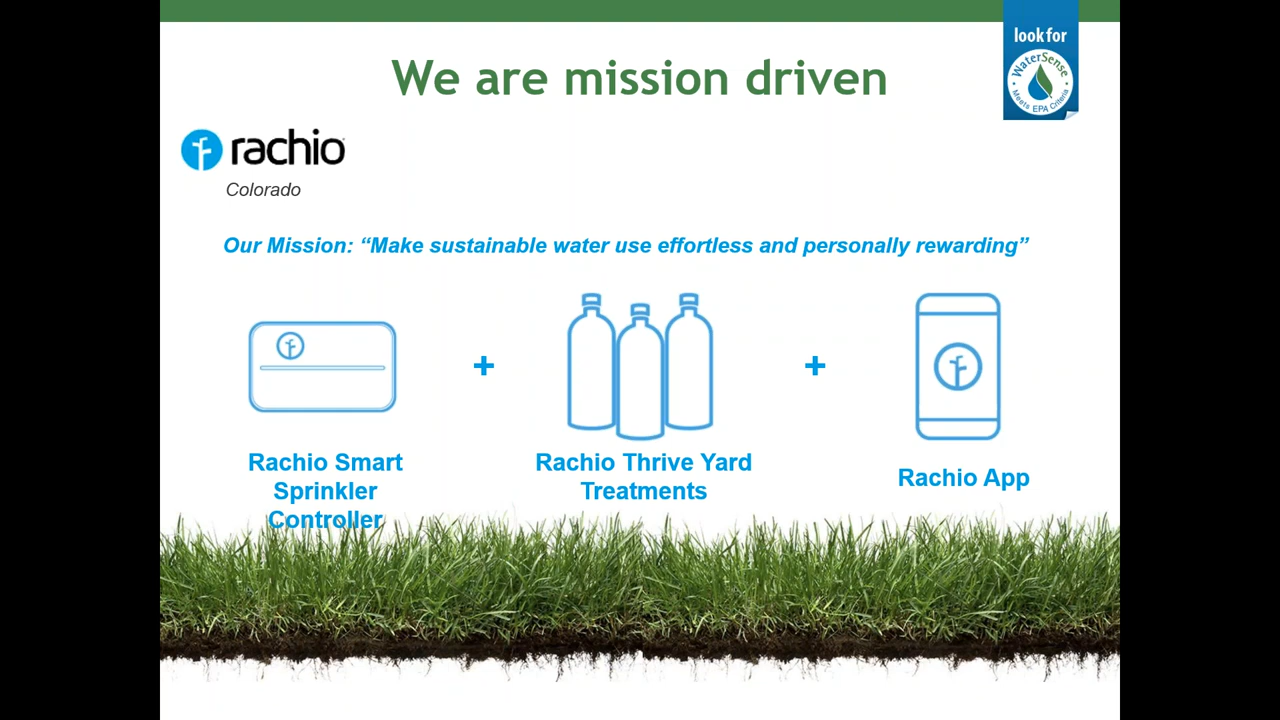 We are mission driven
look for
WaterSense
Meets EPA Criteria
rachio
Colorado
Our Mission: “Make sustainable water use effortless and personally rewarding”
+
+
Rachio Smart
Sprinkler
Controller
Rachio Thrive Yard
Treatments
Rachio App